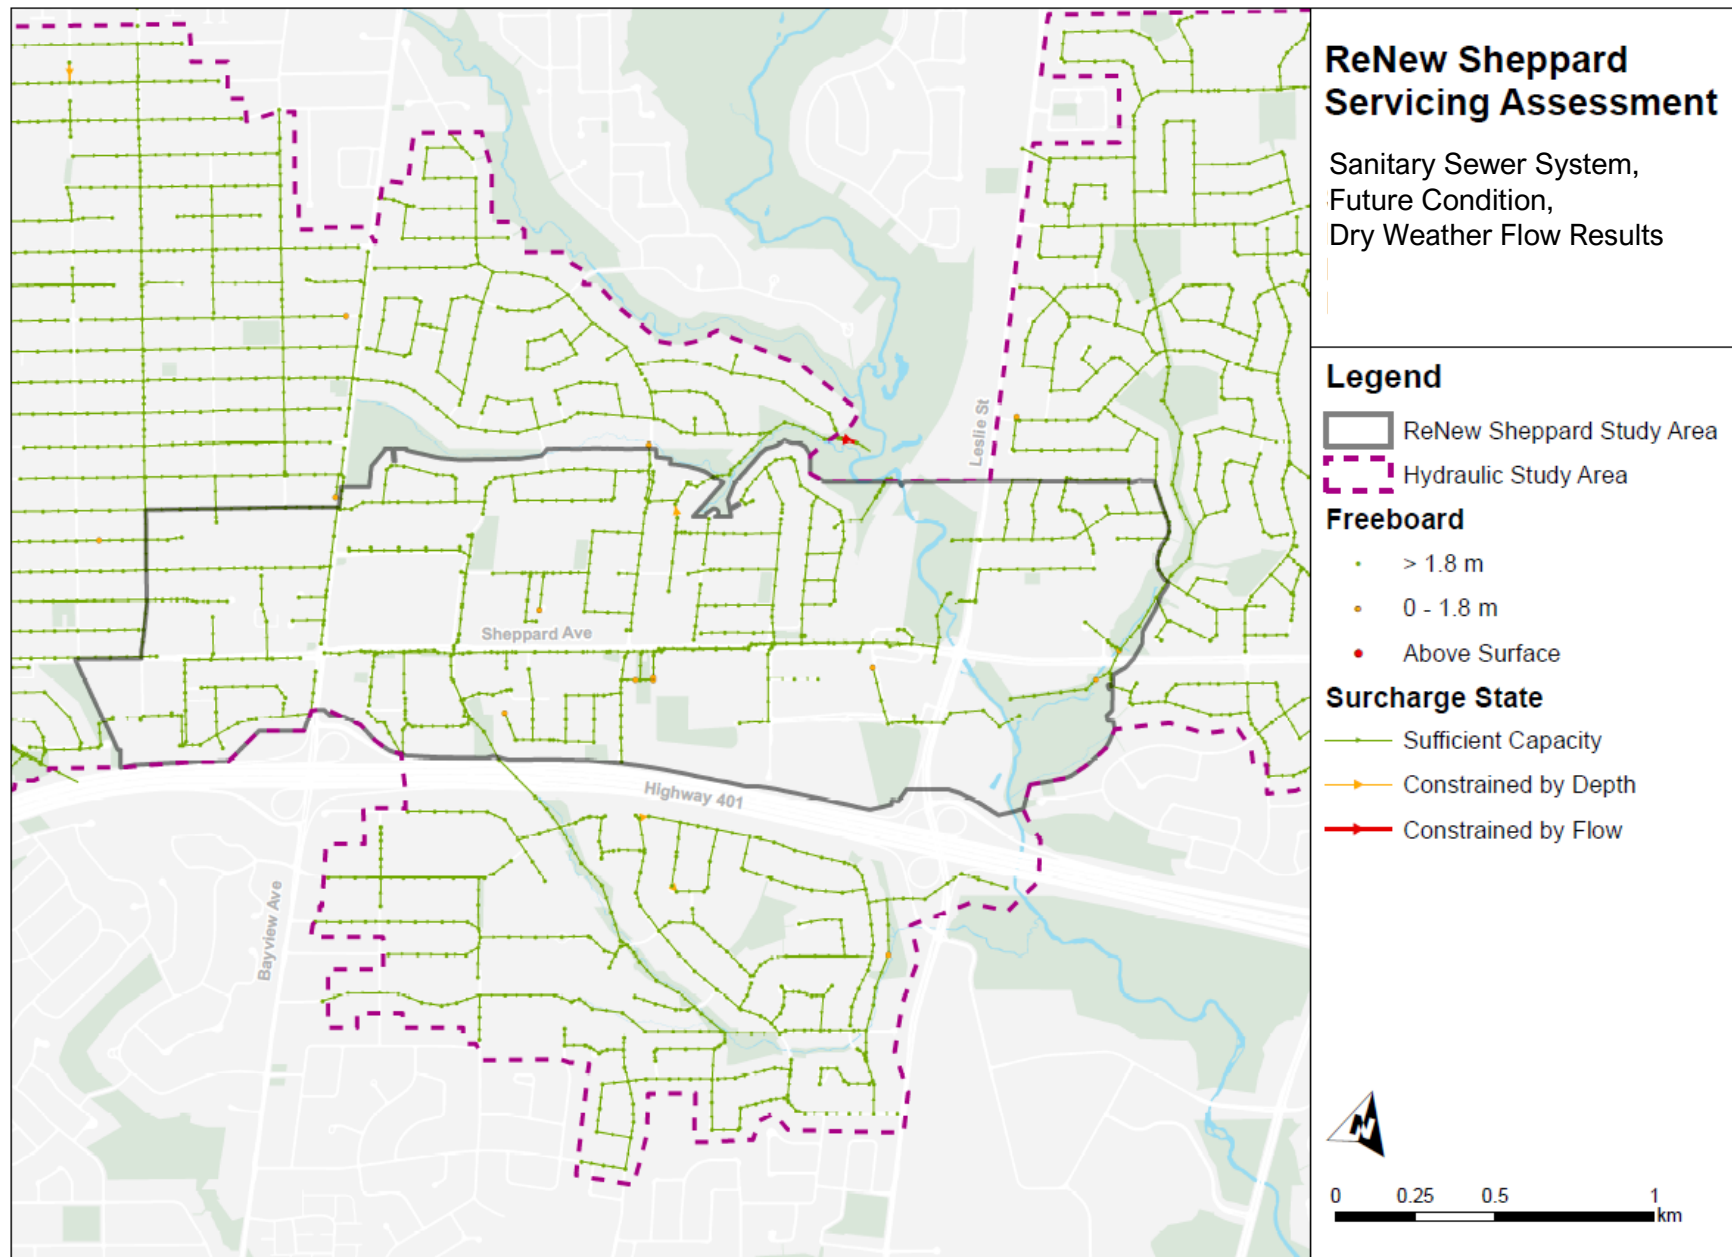 ReNew Sheppard
Servicing Assessment
Sanitary Sewer System,
Future Condition,
Dry Weather Flow Results
Legend
ReNew Sheppard Study Area
Hydraulic Study Area
Freeboard
> 1.8 m
0 - 1.8 m
Above Surface
Surcharge State
Sufficient Capacity
Constrained by Depth
Constrained by Flow
Leslie St
Sheppard Ave
Highway 401
Bayview Ave
N
0 0.25 0.5 1
km